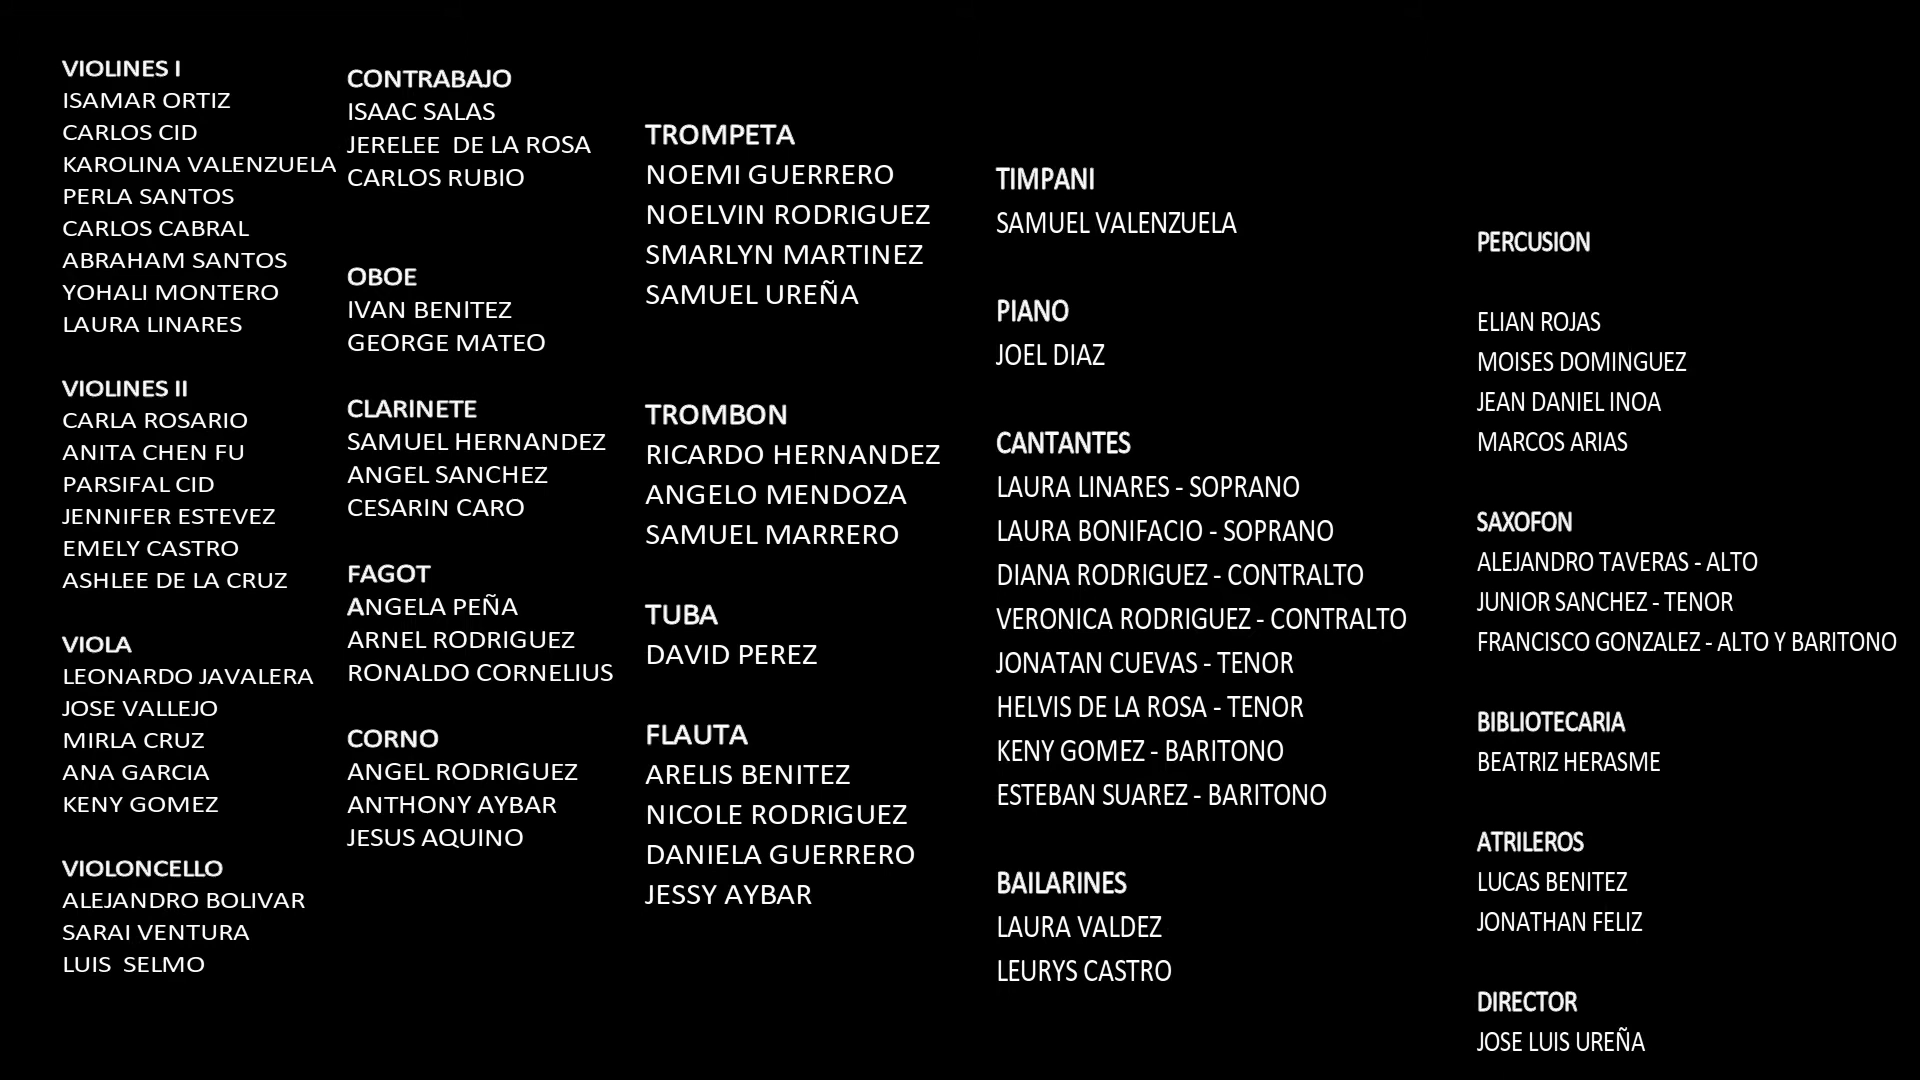 VIOLINES I
ISAMAR ORTIZ
CARLOS CID
KAROLINA VALENZUELA
PERLA SANTOS
CARLOS CABRAL
ABRAHAM SANTOS
YOHALI MONTERO
LAURA LINARES
VIOLINES II
CARLA ROSARIO
ANITA CHEN FU
PARSIFAL CID
JENNIFER ESTEVEZ
EMELY CASTRO
ASHLEE DE LA CRUZ
VIOLA
LEONARDO JAVALERA
JOSE VALLEJO
MIRLA CRUZ
ANA GARCIA
KENY GOMEZ
VIOLONCELLO
ALEJANDRO BOLIVAR
SARAI VENTURA
LUIS  SELMO
CONTRABAJO
ISAAC SALAS
JERELEE  DE LA ROSA
CARLOS RUBIO
OBOE
IVAN BENITEZ
GEORGE MATEO
CLARINETE
SAMUEL HERNANDEZ
ANGEL SANCHEZ
CESARIN CARO
FAGOT
ANGELA PEÑA
ARNEL RODRIGUEZ
RONALDO CORNELIUS
CORNO
ANGEL RODRIGUEZ
ANTHONY AYBAR
JESUS AQUINO
TROMPETA
NOEMI GUERRERO
NOELVIN RODRIGUEZ
SMARLYN MARTINEZ
SAMUEL UREÑA
TROMBON
RICARDO HERNANDEZ
ANGELO MENDOZA
SAMUEL MARRERO
TUBA
DAVID PEREZ
FLAUTA
ARELIS BENITEZ
NICOLE RODRIGUEZ
DANIELA GUERRERO
JESSY AYBAR
TIMPANI
SAMUEL VALENZUELA
PIANO
JOEL DIAZ
CANTANTES
LAURA LINARES - SOPRANO
LAURA BONIFACIO - SOPRANO
DIANA RODRIGUEZ - CONTRALTO
VERONICA RODRIGUEZ - CONTRALTO
JONATAN CUEVAS - TENOR
HELVIS DE LA ROSA - TENOR
KENY GOMEZ - BARITONO
ESTEBAN SUAREZ - BARITONO
BAILARINES
LAURA VALDEZ
LEURYS CASTRO
PERCUSION
ELIAN ROJAS
MOISES DOMINGUEZ
JEAN DANIEL INOA
MARCOS ARIAS
SAXOFON
ALEJANDRO TAVERAS - ALTO
JUNIOR SANCHEZ - TENOR
FRANCISCO GONZALEZ - ALTO Y BARITONO
BIBLIOTECARIA
BEATRIZ HERASME
ATRILEROS
LUCAS BENITEZ
JONATHAN FELIZ
DIRECTOR
JOSE LUIS UREÑA